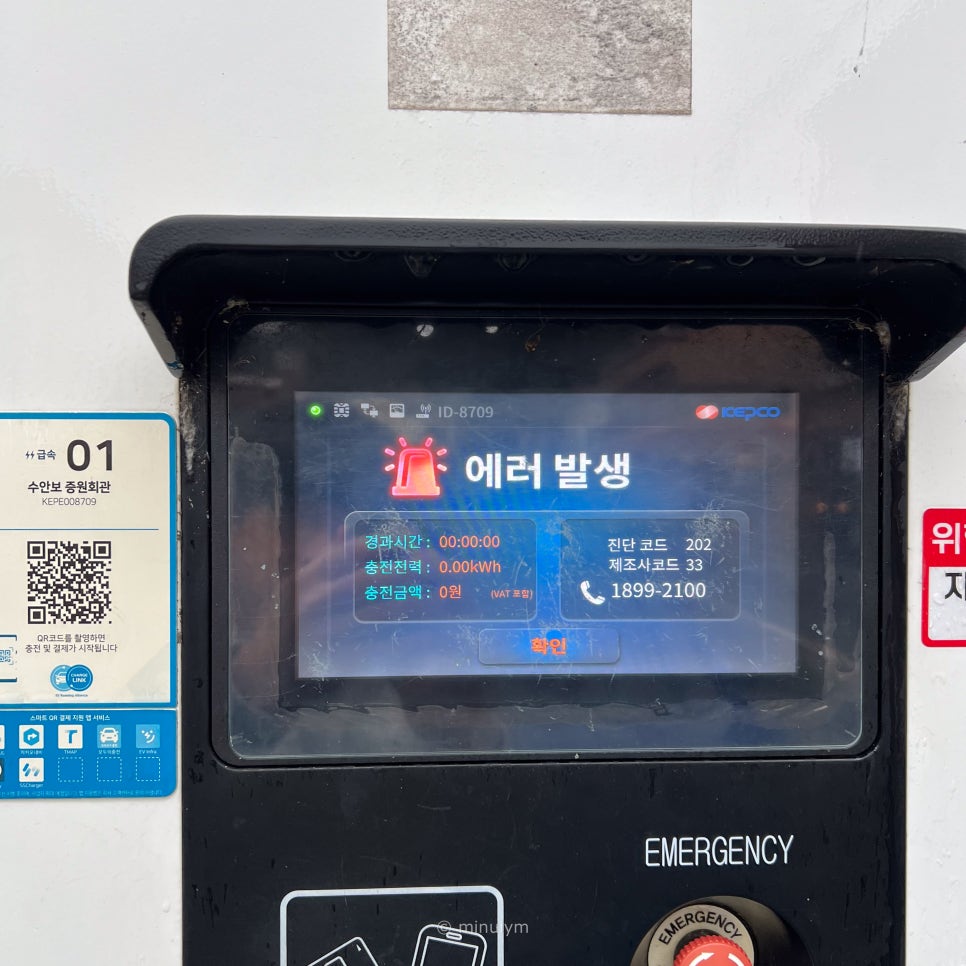 ID-8709
KEPCO
에러 발생
경과시간 : 00:00:00
충전전력 : 0.00kWh
충전금액 : 0원 (VAT 포함)
진단 코드 202
제조사코드 33
1899-2100
확인
급속 01
수안보 중원회관
KEPE008709
QR코드를 촬영하면
충전 및 결제가 시작됩니다
CHARGE
LINK
스마트 QR 결제 지원 앱 서비스
TMAP
EV Infra
SSCharger
EMERGENCY
EMERGENCY
© minulym